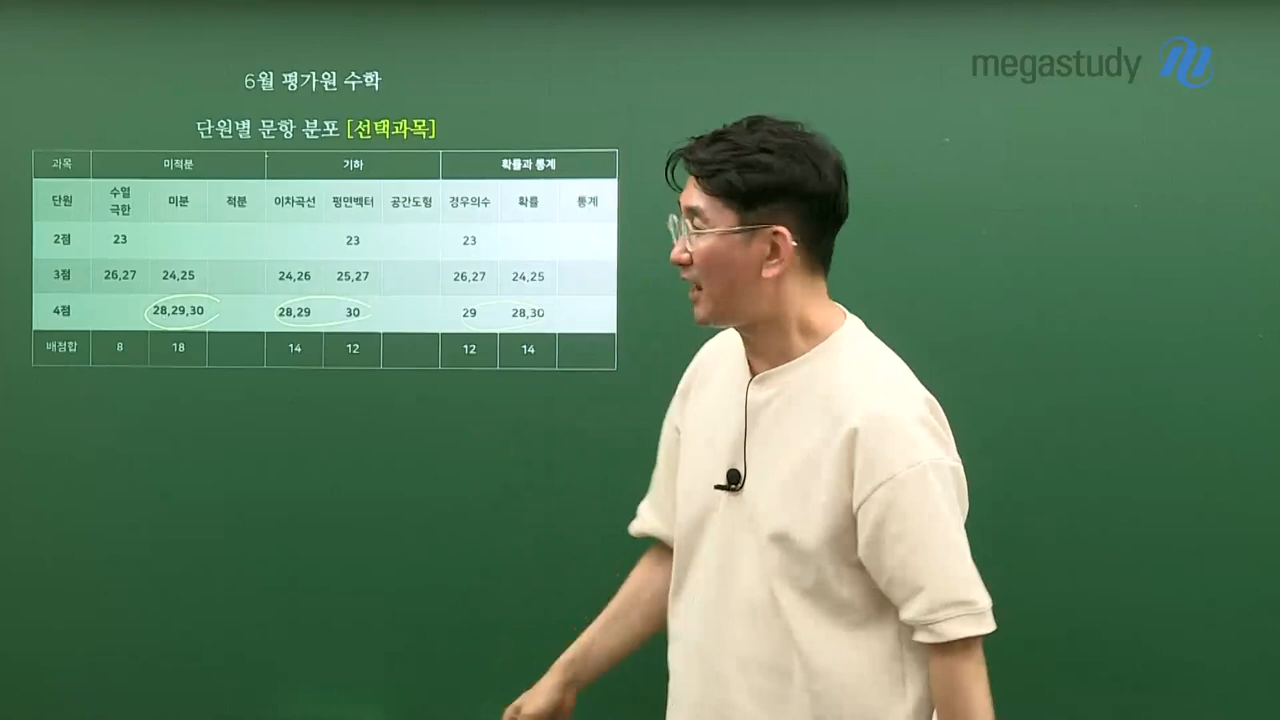 megastudy
6월 평가원 수학
단원별 문항 분포 [선택과목]
과목 미적분 기하 확률과 통계
단원 수열 극한 미분 적분 이차곡선 평면벡터 공간도형 경우의수 확률 통계
2점 23 23 23
3점 26,27 24,25 24,26 25,27 26,27 24,25
4점 28,29,30 28,29 30 29 28,30
배점합 8 18 14 12 12 14